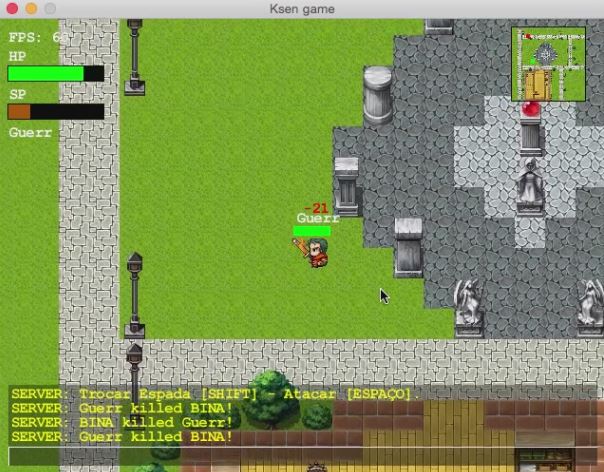 Ksen game
FPS: 60
HP
SP
Guerr
-21
Guerr
SERVER: Trocar Espada [SHIFT] - Atacar [ESPAÇO].
SERVER: Guerr killed BINA!
SERVER: BINA killed Guerr!
SERVER: Guerr killed BINA!